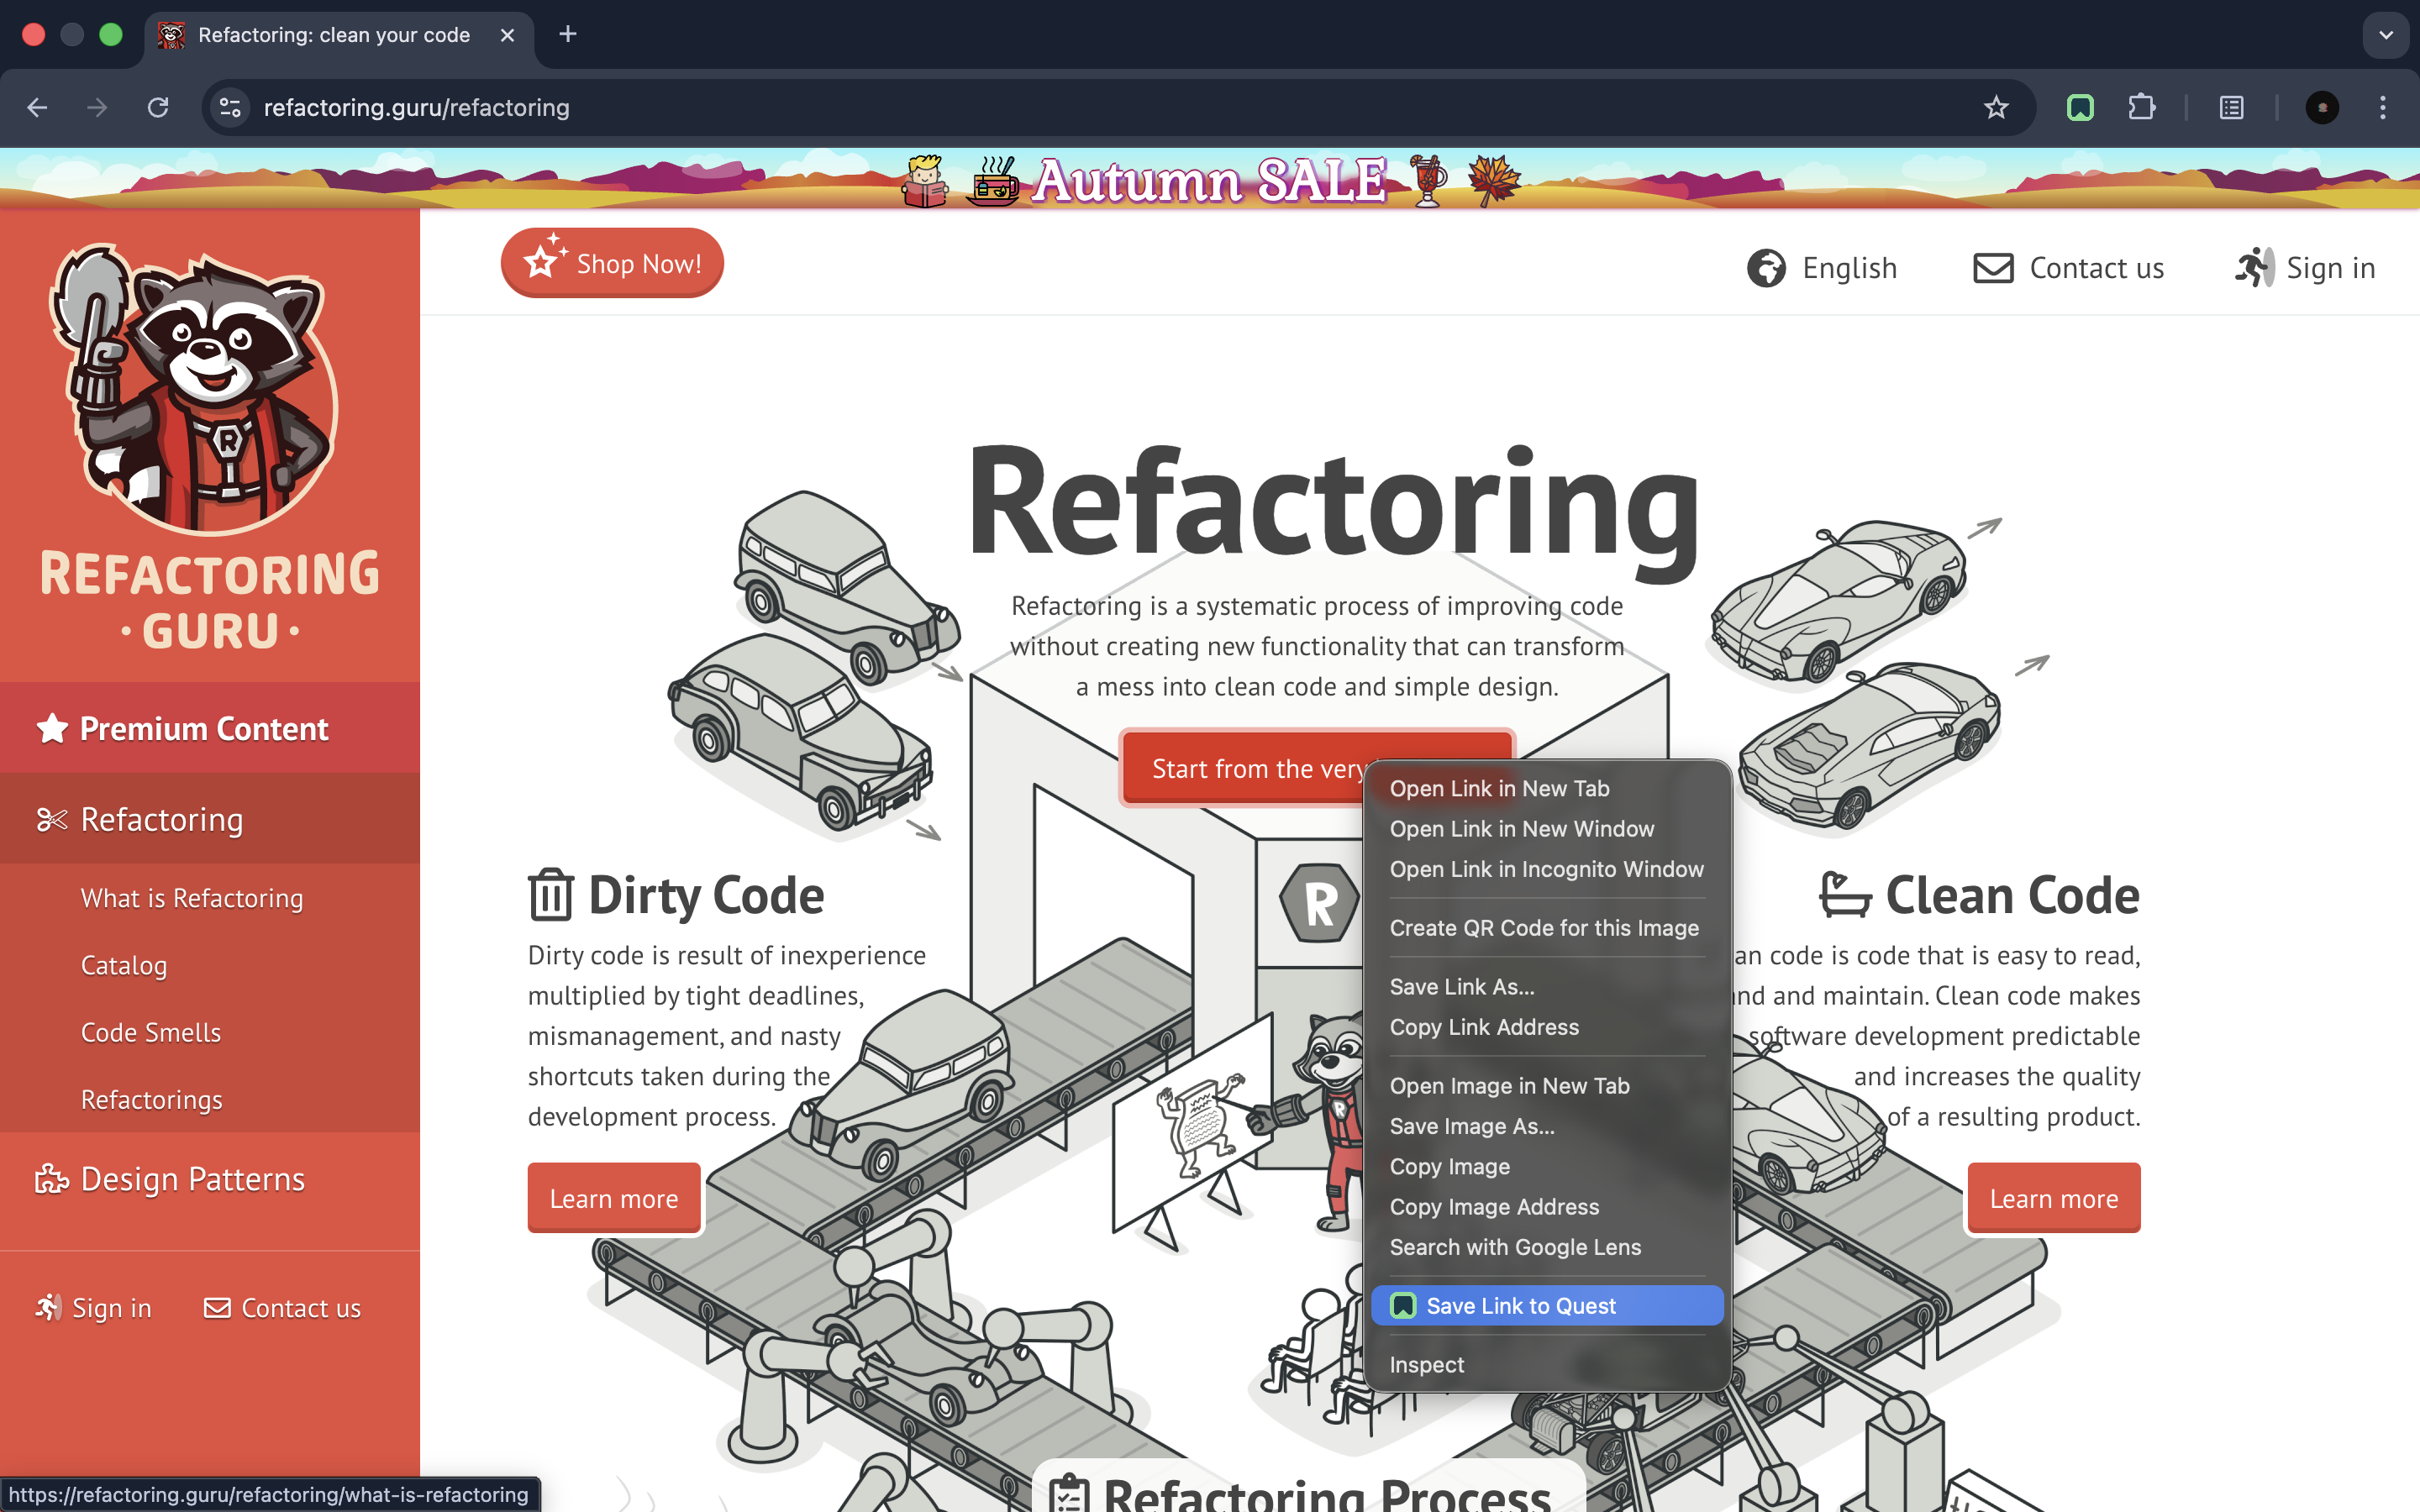 Refactoring: clean your code
refactoring.guru/refactoring
Autumn SALE
REFACTORING
· GURU ·
Premium Content
Refactoring
What is Refactoring
Catalog
Code Smells
Refactorings
Design Patterns
Sign in
Contact us
Shop Now!
English
Contact us
Sign in
Refactoring
Refactoring is a systematic process of improving code
without creating new functionality that can transform
a mess into clean code and simple design.
Start from the very
Dirty Code
Dirty code is result of inexperience
multiplied by tight deadlines,
mismanagement, and nasty
shortcuts taken during the
development process.
Learn more
R
Open Link in New Tab
Open Link in New Window
Open Link in Incognito Window
Create QR Code for this Image
Save Link As...
Copy Link Address
Open Image in New Tab
Save Image As...
Copy Image
Copy Image Address
Search with Google Lens
Save Link to Quest
Inspect
Clean Code
code is code that is easy to read,
and maintain. Clean code makes
software development predictable
and increases the quality
of a resulting product.
Learn more
Refactoring Process
https://refactoring.guru/refactoring/what-is-refactoring